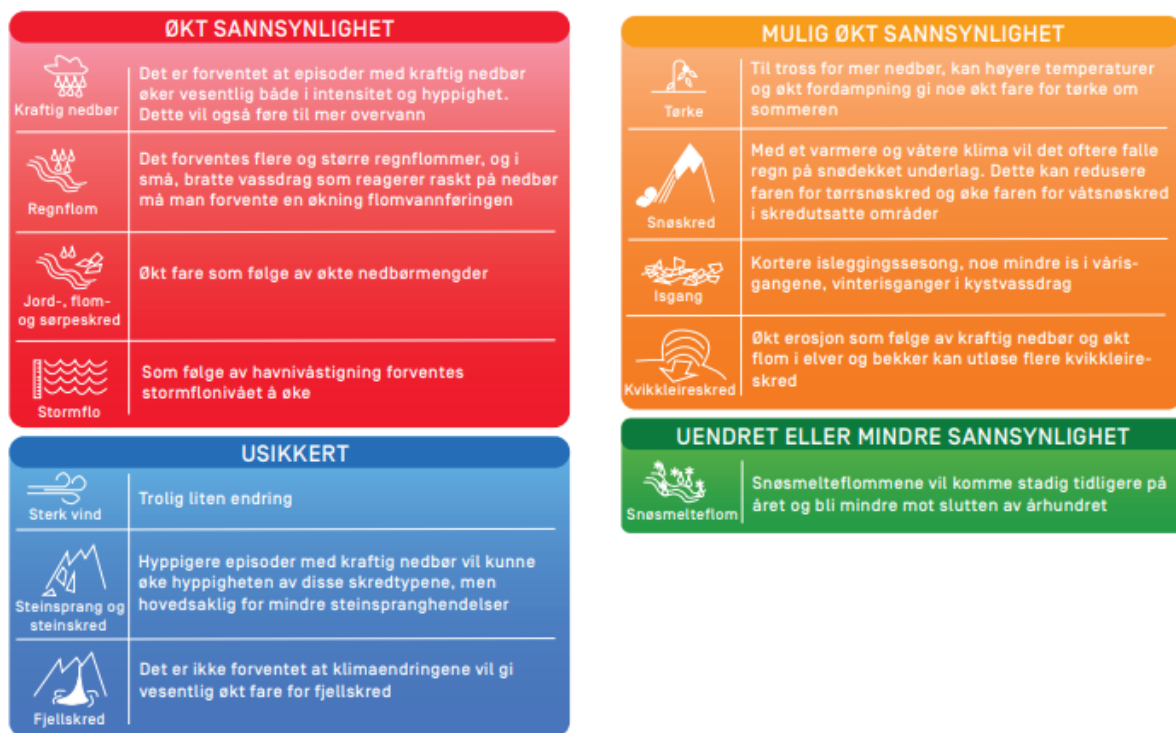 ØKT SANNSYNLIGHET
Kraftig nedbør
Det er forventet at episoder med kraftig nedbør
øker vesentlig både i intensitet og hyppighet.
Dette vil også føre til mer overvann
Regnflom
Det forventes flere og større regnflommer, og i
små, bratte vassdrag som reagerer raskt på nedbør
må man forvente en økning flomvannføringen
Jord-, flom-
og sørpeskred
Økt fare som følge av økte nedbørmengder
Stormflo
Som følge av havnivåstigning forventes
stormflonivået å øke
USIKKERT
Sterk vind
Trolig liten endring
Steinsprang og
steinskred
Hyppigere episoder med kraftig nedbør vil kunne
øke hyppigheten av disse skredtypene, men
hovedsaklig for mindre steinspranghendelser
Fjellskred
Det er ikke forventet at klimaendringene vil gi
vesentlig økt fare for fjellskred
MULIG ØKT SANNSYNLIGHET
Tørke
Til tross for mer nedbør, kan høyere temperaturer
og økt fordampning gi noe økt fare for tørke om
sommeren
Snøskred
Med et varmere og våtere klima vil det oftere falle
regn på snødekket underlag. Dette kan redusere
faren for tørrsnøskred og øke faren for våtsnøskred
i skredutsatte områder
Isgang
Kortere isleggingssesong, noe mindre is i våris-
gangene, vinterisganger i kystvassdrag
Kvikkleireskred
Økt erosjon som følge av kraftig nedbør og økt
flom i elver og bekker kan utløse flere kvikkleire-
skred
UENDRET ELLER MINDRE SANNSYNLIGHET
Snøsmelteflom
Snøsmelteflommene vil komme stadig tidligere på
året og bli mindre mot slutten av århundret